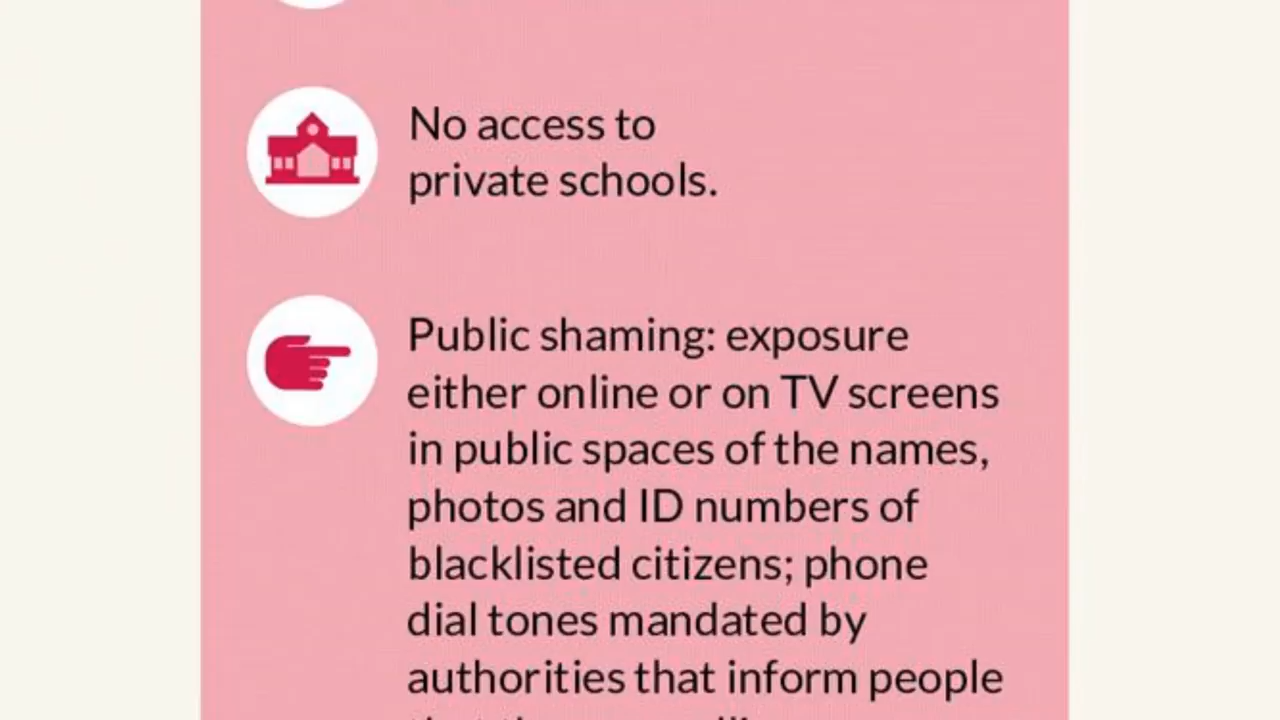 No access to
private schools.
Public shaming: exposure
either online or on TV screens
in public spaces of the names,
photos and ID numbers of
blacklisted citizens; phone
dial tones mandated by
authorities that inform people